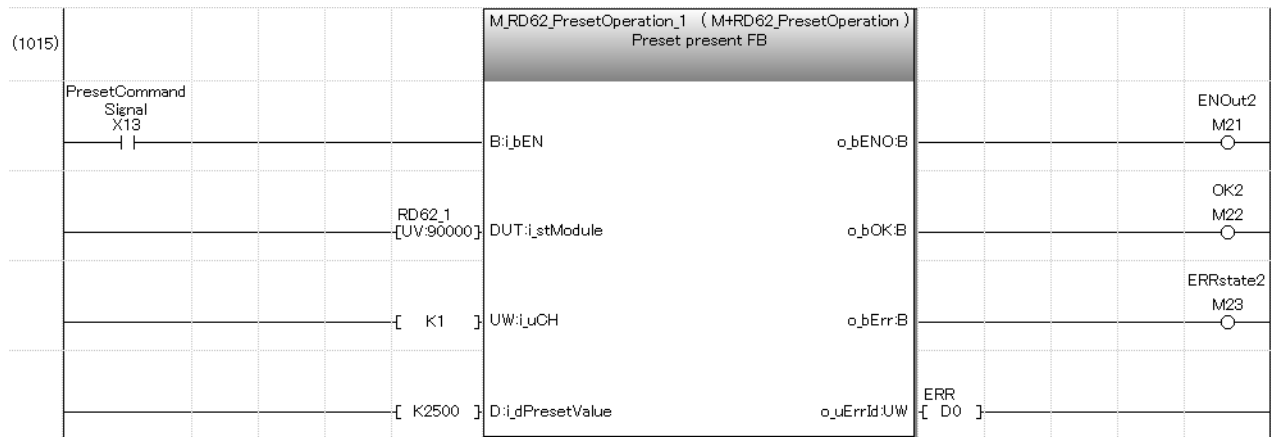 M_RD62_PresetOperation_1 ( M+RD62_PresetOperation )
Preset present FB
(1015)
PresetCommand
Signal
X13
B:i_bEN
o_bENO:B
ENOut2
M21
RD62_1
[UV:90000]
DUT:i_stModule
o_bOK:B
OK2
M22
[ K1 ]
UW:i_uCH
o_bErr:B
ERRstate2
M23
[ K2500 ]
D:i_dPresetValue
o_uErrId:UW
ERR
[ D0 ]